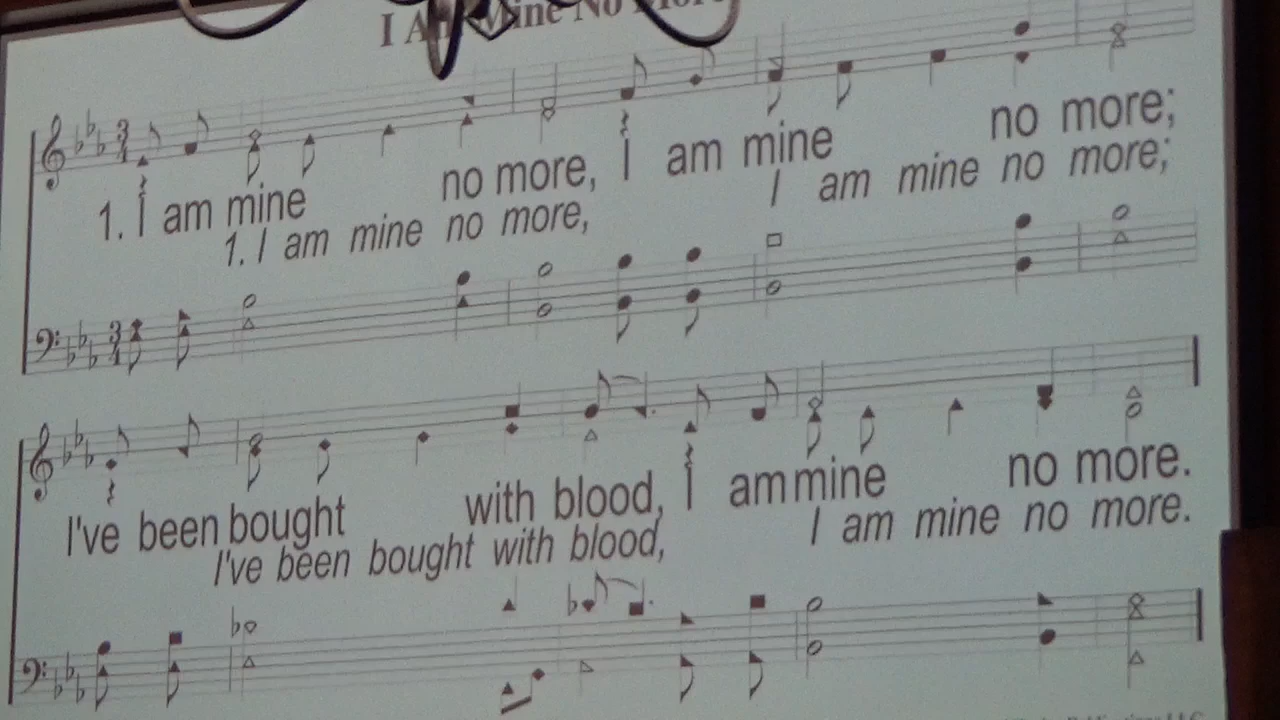 I Am Mine No More
1. I am mine no more, I am mine no more;
1. I am mine no more, I am mine no more;
I've been bought with blood, I am mine no more.
I've been bought with blood, I am mine no more.